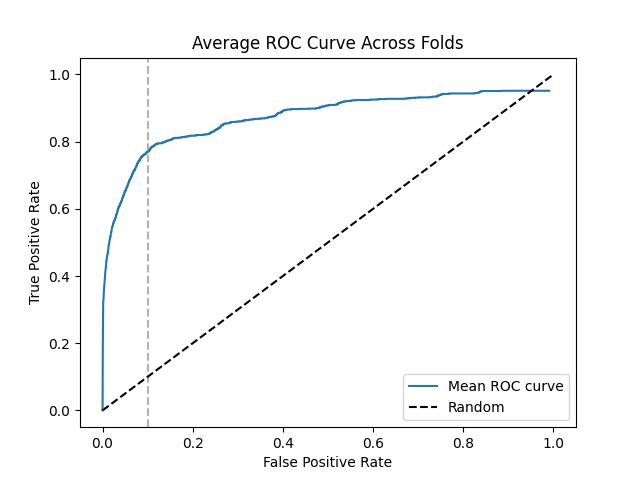 Average ROC Curve Across Folds
1.0
0.8
0.6
0.4
0.2
0.0
True Positive Rate
0.0 0.2 0.4 0.6 0.8 1.0
False Positive Rate
Mean ROC curve
Random